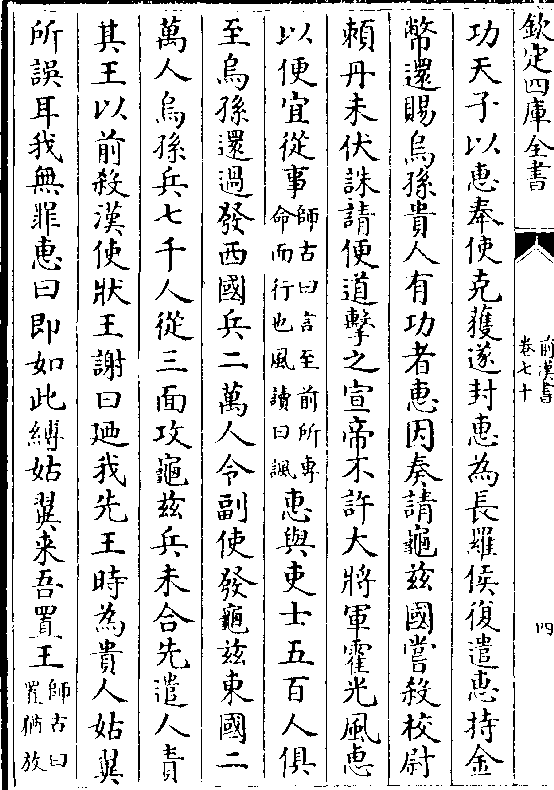 欽定四庫全書
前漢書
卷七十
四
功天子以惠奉使克獲遂封惠為長羅侯復遣惠持金
幣還賜烏孫貴人有功者惠因奏請龜兹國嘗殺校尉
頼丹未伏誅請便道擊之宣帝不許大將軍霍光風惠
以便宜從事師古曰言至前所專命而行也風讀曰諷惠與吏士五百人俱
至烏孫還過發西國兵二萬人令副使發龜兹東國二
萬人烏孫兵七千人從三面攻龜兹兵未合先遣人責
其王以前殺漢使狀王謝曰廼我先王時為貴人姑翼
所誤耳我無罪惠曰即如此縛姑翼来吾置王師古曰置猶放